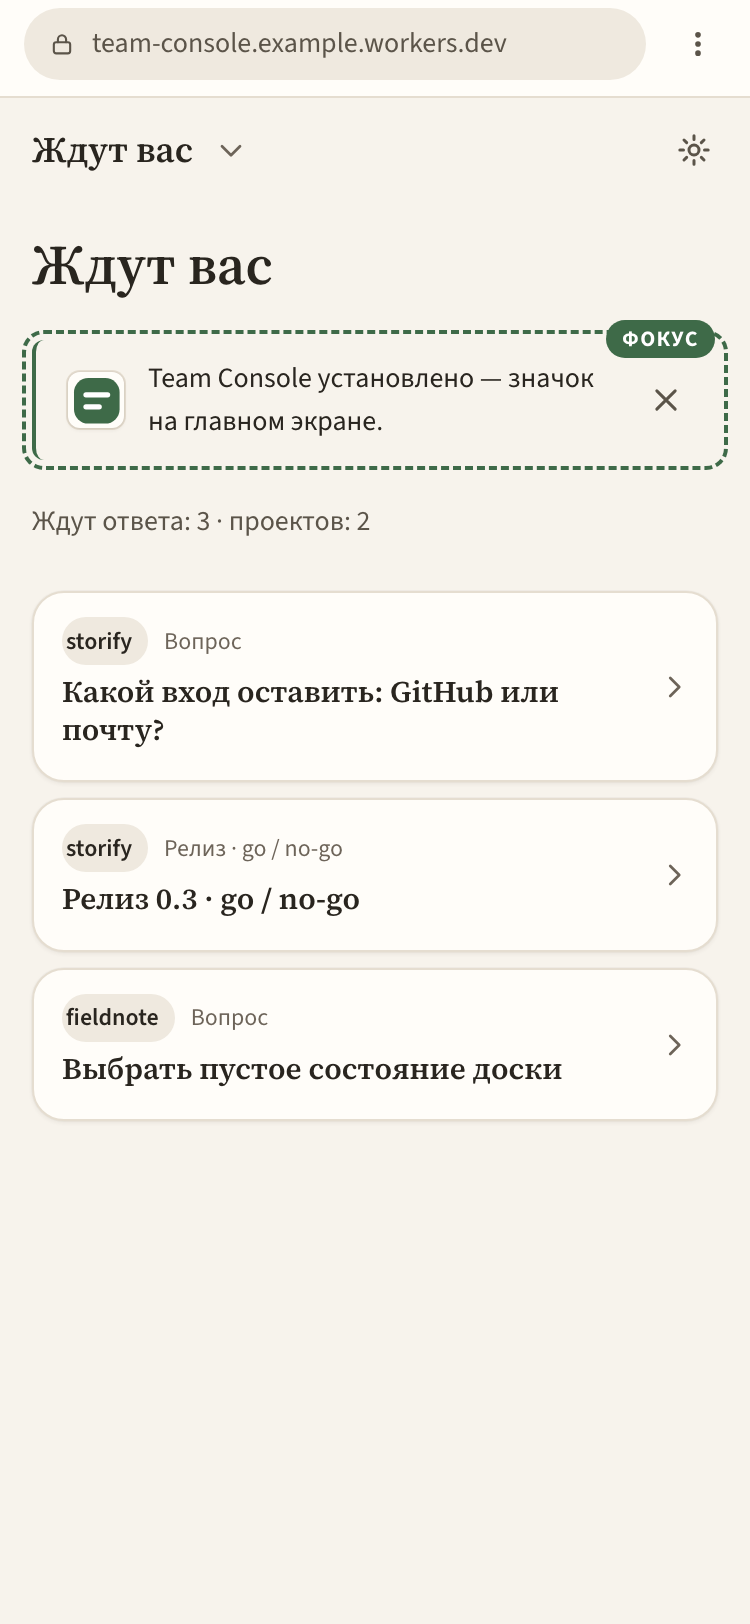 team-console.example.workers.dev
Ждут вас
Ждут вас
ФОКУС
Team Console установлено — значок
на главном экране.
Ждут ответа: 3 · проектов: 2
storify Вопрос
Какой вход оставить: GitHub или
почту?
storify Релиз · go / no-go
Релиз 0.3 · go / no-go
fieldnote Вопрос
Выбрать пустое состояние доски